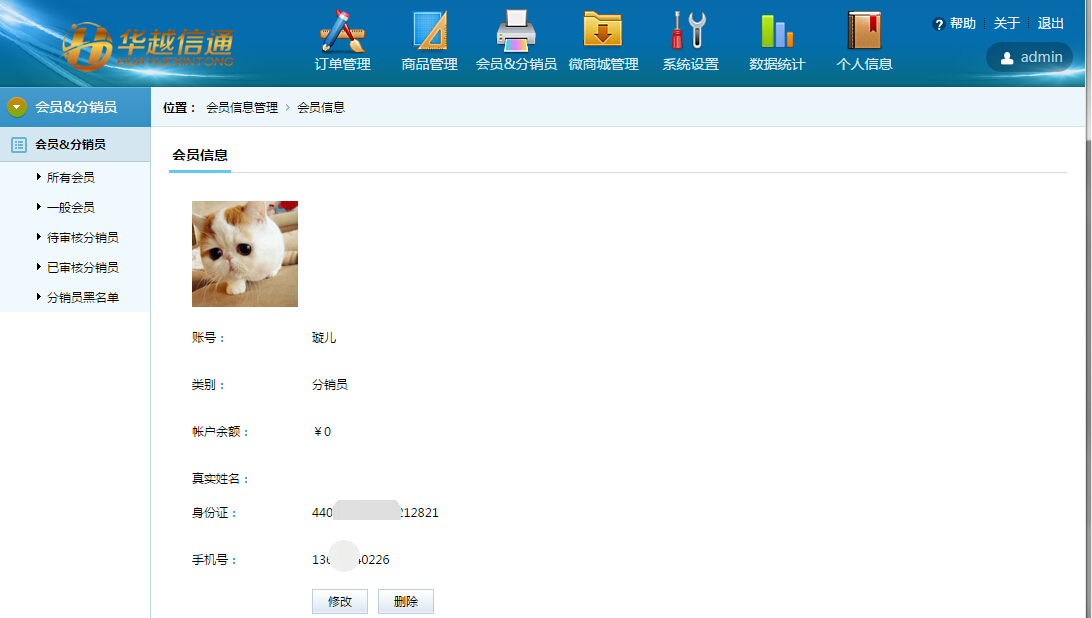 华越信通
HUAYUEXINTONG
订单管理
商品管理
会员&分销员
微商城管理
系统设置
数据统计
个人信息
帮助
关于
退出
admin
会员&分销员
位置： 会员信息管理 › 会员信息
会员&分销员
所有会员
一般会员
待审核分销员
已审核分销员
分销员黑名单
会员信息
账号： 璇儿
类别： 分销员
帐户余额： ￥0
真实姓名：
身份证： 440 212821
手机号： 136 40226
修改 删除